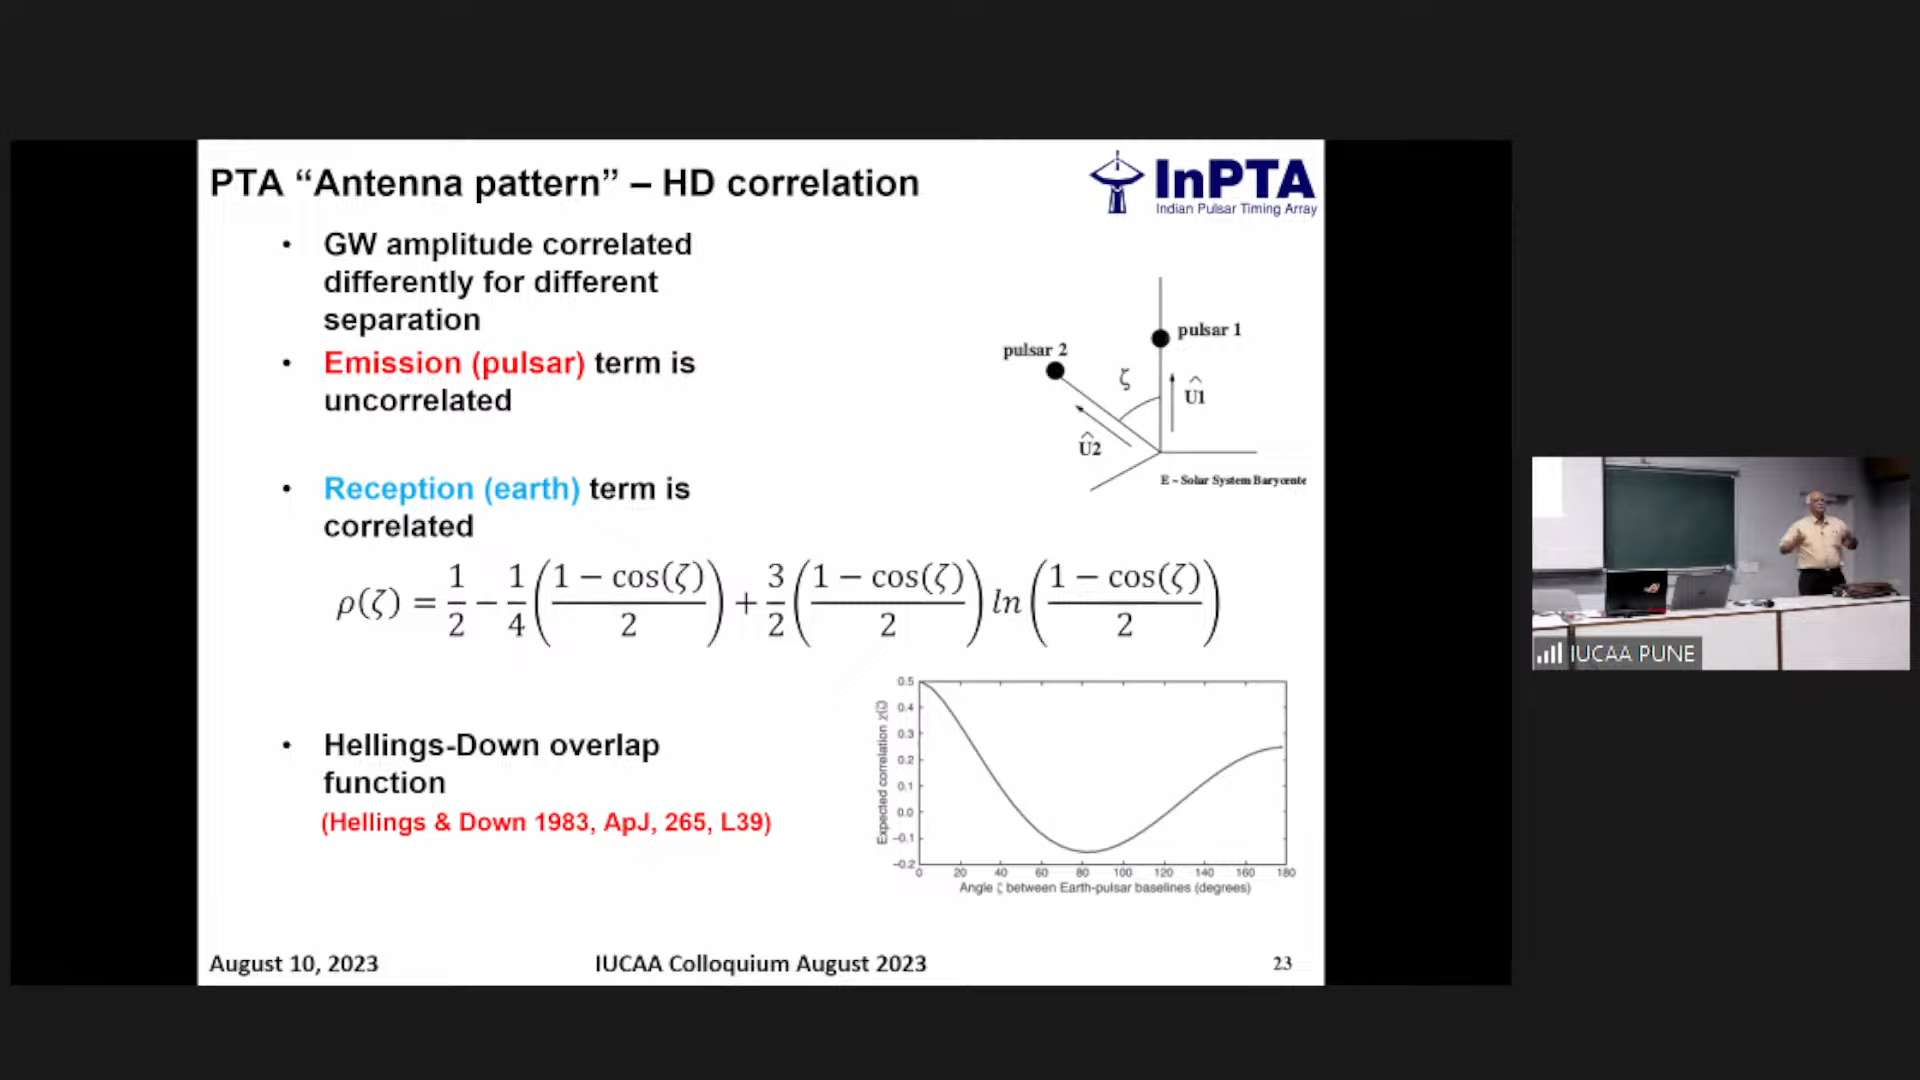 PTA “Antenna pattern” – HD correlation
InPTA
Indian Pulsar Timing Array
• GW amplitude correlated
differently for different
separation
• Emission (pulsar) term is
uncorrelated
• Reception (earth) term is
correlated
pulsar 1
pulsar 2
ζ
Û1
Û2
E - Solar System Barycente
ρ(ζ) = 1/2 − 1/4 ((1 − cos(ζ))/2) + 3/2 ((1 − cos(ζ))/2) ln ((1 − cos(ζ))/2)
• Hellings-Down overlap
function
(Hellings & Down 1983, ApJ, 265, L39)
Expected correlation χ(ζ)
0.5
0.4
0.3
0.2
0.1
0.0
−0.1
−0.2
0 20 40 60 80 100 120 140 160 180
Angle ζ between Earth-pulsar baselines (degrees)
August 10, 2023 IUCAA Colloquium August 2023 23
IUCAA PUNE